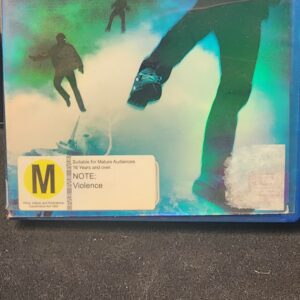 Suitable for Mature Audiences
16 Years and over
NOTE:
Violence
M